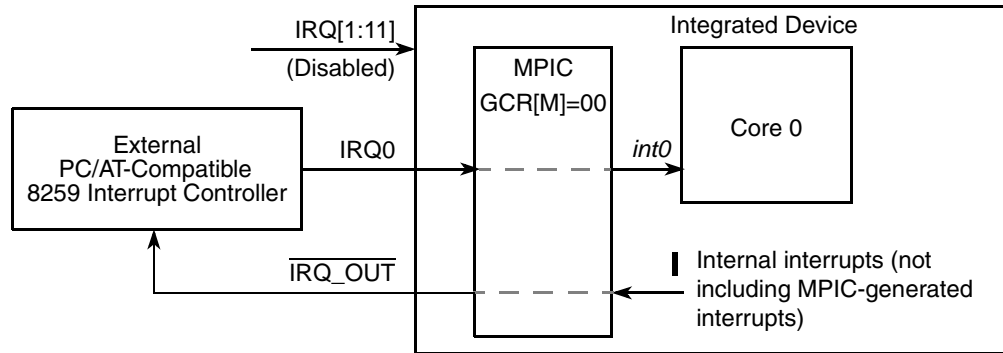 IRQ[1:11]
(Disabled)
Integrated Device
MPIC
GCR[M]=00
Core 0
External
PC/AT-Compatible
8259 Interrupt Controller
IRQ0
int0
IRQ_OUT
Internal interrupts (not
including MPIC-generated
interrupts)